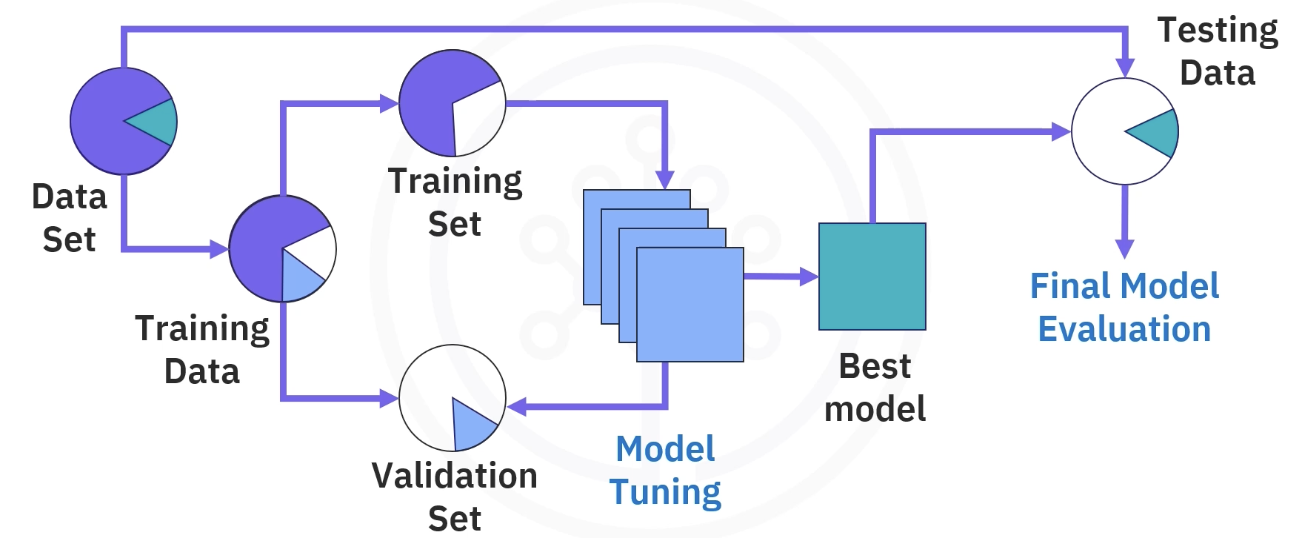 Testing
Data
Data
Set
Training
Set
Training
Data
Final Model
Evaluation
Best
model
Model
Tuning
Validation
Set